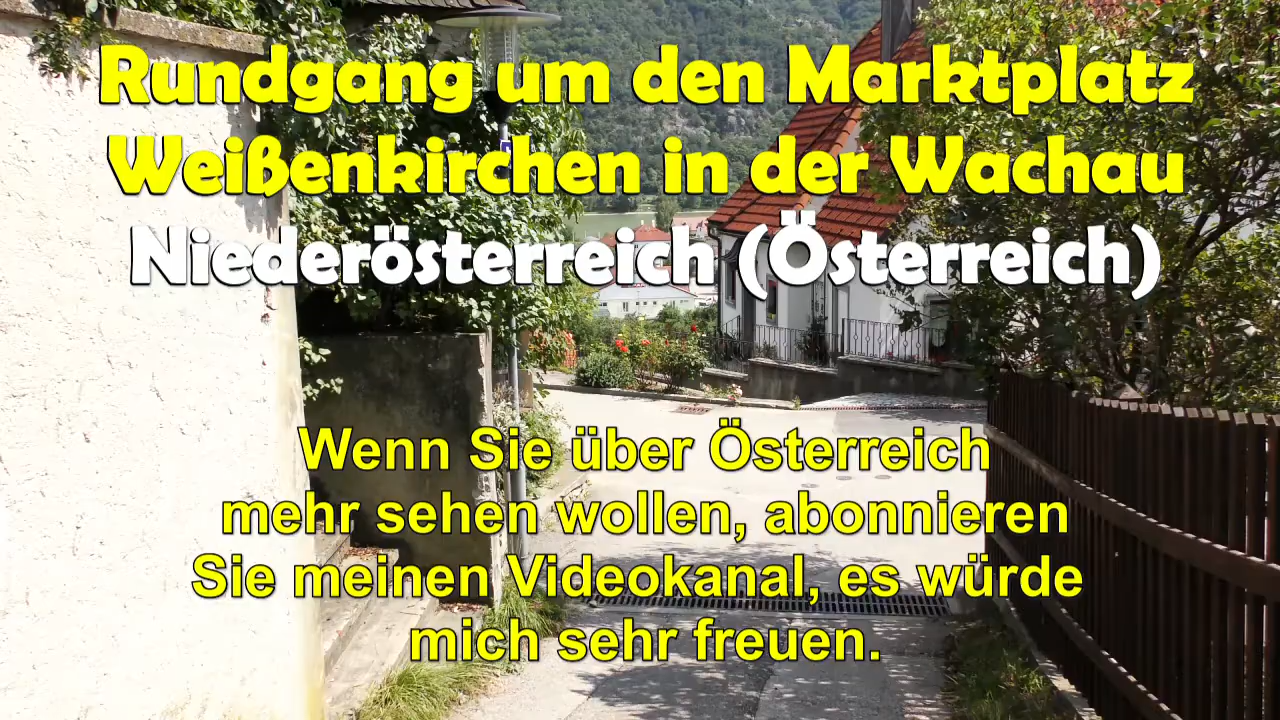 Rundgang um den Marktplatz
Weißenkirchen in der Wachau
Niederösterreich (Österreich)
Wenn Sie über Österreich
mehr sehen wollen, abonnieren
Sie meinen Videokanal, es würde
mich sehr freuen.